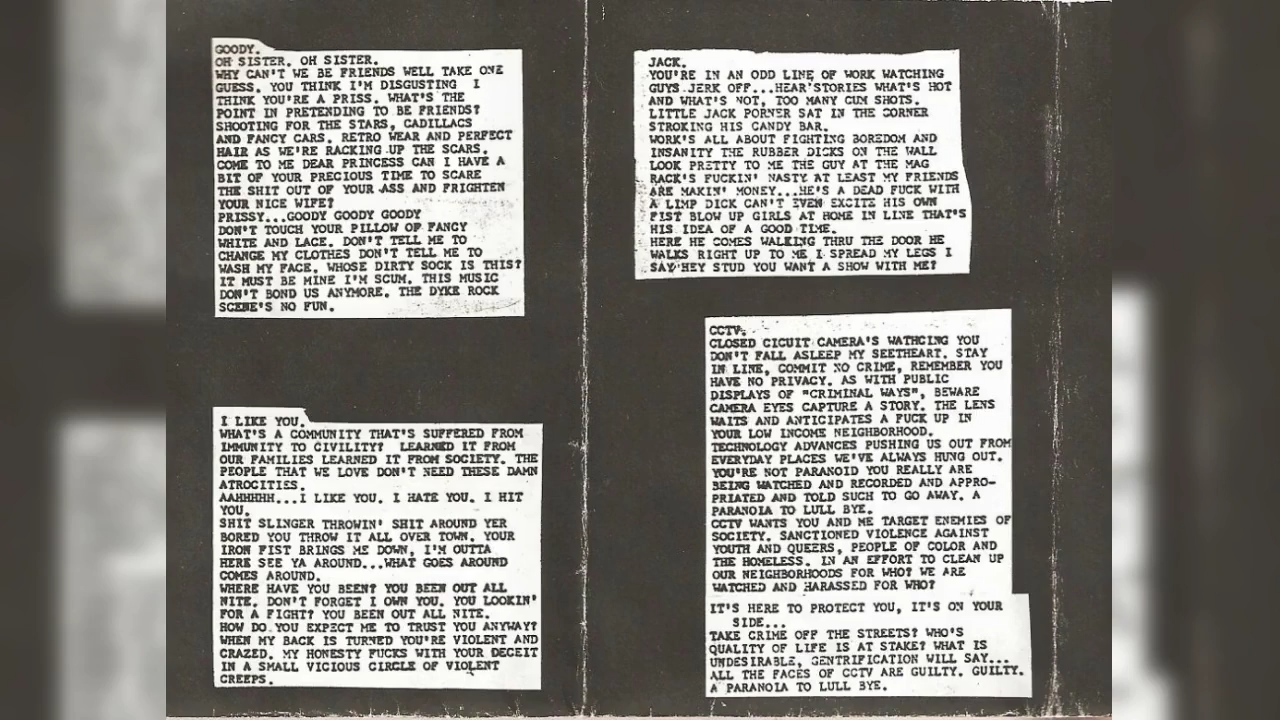 GOODY.
OH SISTER. OH SISTER.
WHY CAN'T WE BE FRIENDS WELL TAKE ONE
GUESS. YOU THINK I'M DISGUSTING I
THINK YOU'RE A PRISS. WHAT'S THE
POINT IN PRETENDING TO BE FRIENDS?
SHOOTING FOR THE STARS, CADILLACS
AND FANCY CARS. RETRO WEAR AND PERFECT
HAIR AS WE'RE RACKING UP THE SCARS.
COME TO ME DEAR PRINCESS CAN I HAVE A
BIT OF YOUR PRECIOUS TIME TO SCARE
THE SHIT OUT OF YOUR ASS AND FRIGHTEN
YOUR NICE WIFE?
PRISSY...GOODY GOODY GOODY
DON'T TOUCH YOUR PILLOW OF FANCY
WHITE AND LACE. DON'T TELL ME TO
CHANGE MY CLOTHES DON'T TELL ME TO
WASH MY FACE. WHOSE DIRTY SOCK IS THIS?
IT MUST BE MINE I'M SCUM. THIS MUSIC
DON'T BOND US ANYMORE. THE DYKE ROCK
SCENE'S NO FUN.
I LIKE YOU.
WHAT'S A COMMUNITY THAT'S SUFFERED FROM
IMMUNITY TO CIVILITY? LEARNED IT FROM
OUR FAMILIES LEARNED IT FROM SOCIETY. THE
PEOPLE THAT WE LOVE DON'T NEED THESE DAMN
ATROCITIES.
AAHHHHH...I LIKE YOU. I HATE YOU. I HIT
YOU.
SHIT SLINGER THROWIN' SHIT AROUND YER
BORED YOU THROW IT ALL OVER TOWN. YOUR
IRON FIST BRINGS ME DOWN, I'M OUTTA
HERE SEE YA AROUND...WHAT GOES AROUND
COMES AROUND.
WHERE HAVE YOU BEEN? YOU BEEN OUT ALL
NITE. DON'T FORGET I OWN YOU. YOU LOOKIN'
FOR A FIGHT? YOU BEEN OUT ALL NITE.
HOW DO YOU EXPECT ME TO TRUST YOU ANYWAY?
WHEN MY BACK IS TURNED YOU'RE VIOLENT AND
CRAZED. MY HONESTY FUCKS WITH YOUR DECEIT
IN A SMALL VICIOUS CIRCLE OF VIOLENT
CREEPS.
JACK.
YOU'RE IN AN ODD LINE OF WORK WATCHING
GUYS JERK OFF...HEAR STORIES WHAT'S HOT
AND WHAT'S NOT, TOO MANY CUM SHOTS.
LITTLE JACK PORNER SAT IN THE CORNER
STROKING HIS CANDY BAR.
WORK'S ALL ABOUT FIGHTING BOREDOM AND
INSANITY THE RUBBER DICKS ON THE WALL
LOOK PRETTY TO ME THE GUY AT THE MAG
RACK'S FUCKIN' NASTY AT LEAST MY FRIENDS
ARE MAKIN' MONEY...HE'S A DEAD FUCK WITH
A LIMP DICK CAN'T EVEN EXCITE HIS OWN
FIST BLOW UP GIRLS AT HOME IN LINE THAT'S
HIS IDEA OF A GOOD TIME.
HERE HE COMES WALKING THRU THE DOOR HE
WALKS RIGHT UP TO ME I SPREAD MY LEGS I
SAY HEY STUD YOU WANT A SHOW WITH ME?
CCTV.
CLOSED CICUIT CAMERA'S WATHCING YOU
DON'T FALL ASLEEP MY SEETHEART. STAY
IN LINE, COMMIT NO CRIME, REMEMBER YOU
HAVE NO PRIVACY. AS WITH PUBLIC
DISPLAYS OF "CRIMINAL WAYS", BEWARE
CAMERA EYES CAPTURE A STORY. THE LENS
WAITS AND ANTICIPATES A FUCK UP IN
YOUR LOW INCOME NEIGHBORHOOD.
TECHNOLOGY ADVANCES PUSHING US OUT FROM
EVERYDAY PLACES WE'VE ALWAYS HUNG OUT.
YOU'RE NOT PARANOID YOU REALLY ARE
BEING WATCHED AND RECORDED AND APPRO-
PRIATED AND TOLD SUCH TO GO AWAY. A
PARANOIA TO LULL BYE.
CCTV WANTS YOU AND ME TARGET ENEMIES OF
SOCIETY. SANCTIONED VIOLENCE AGAINST
YOUTH AND QUEERS, PEOPLE OF COLOR AND
THE HOMELESS. IN AN EFFORT TO CLEAN UP
OUR NEIGHBORHOODS FOR WHO? WE ARE
WATCHED AND HARASSED FOR WHO?
IT'S HERE TO PROTECT YOU, IT'S ON YOUR
SIDE...
TAKE CRIME OFF THE STREETS? WHO'S
QUALITY OF LIFE IS AT STAKE? WHAT IS
UNDESIRABLE, GENTRIFICATION WILL SAY...
ALL THE FACES OF CCTV ARE GUILTY. GUILTY.
A PARANOIA TO LULL BYE.